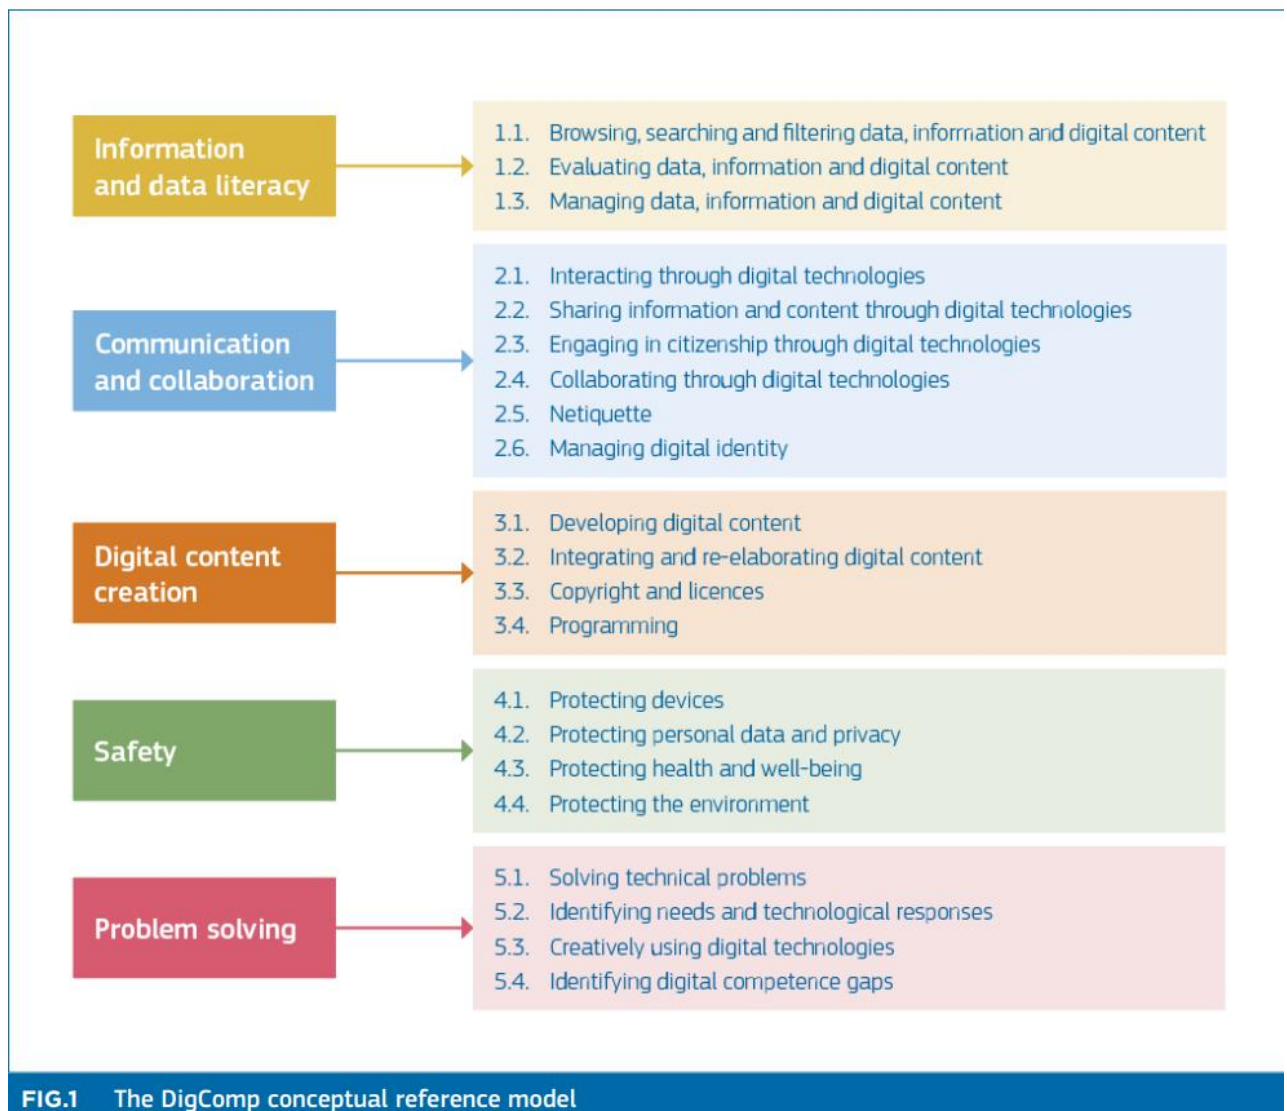 Information
and data literacy
1.1. Browsing, searching and filtering data, information and digital content
1.2. Evaluating data, information and digital content
1.3. Managing data, information and digital content
Communication
and collaboration
2.1. Interacting through digital technologies
2.2. Sharing information and content through digital technologies
2.3. Engaging in citizenship through digital technologies
2.4. Collaborating through digital technologies
2.5. Netiquette
2.6. Managing digital identity
Digital content
creation
3.1. Developing digital content
3.2. Integrating and re-elaborating digital content
3.3. Copyright and licences
3.4. Programming
Safety
4.1. Protecting devices
4.2. Protecting personal data and privacy
4.3. Protecting health and well-being
4.4. Protecting the environment
Problem solving
5.1. Solving technical problems
5.2. Identifying needs and technological responses
5.3. Creatively using digital technologies
5.4. Identifying digital competence gaps
FIG.1 The DigComp conceptual reference model